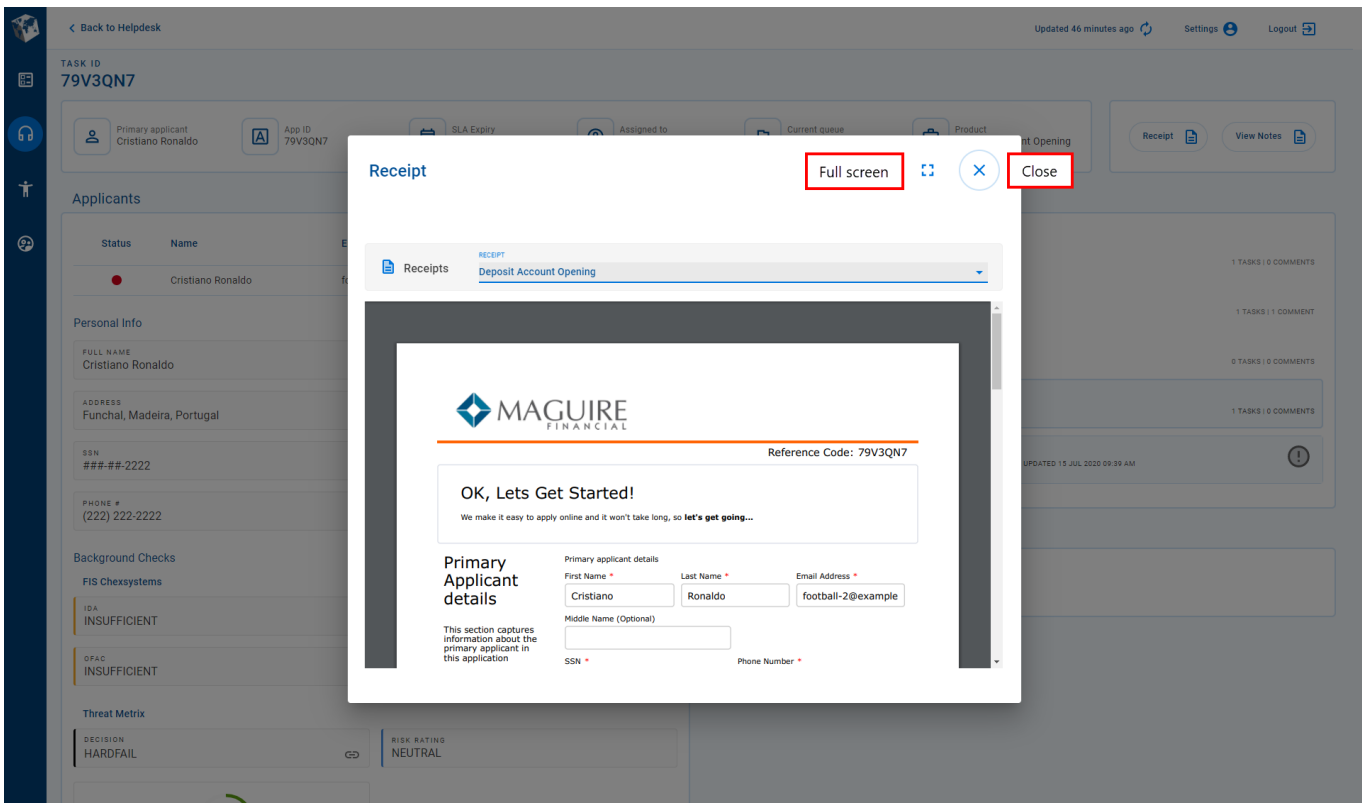 Back to Helpdesk
Updated 46 minutes ago
Settings
Logout
TASK ID
79V3QN7
Primary applicant
Cristiano Ronaldo
App ID
79V3QN7
SLA Expiry
Assigned to
Current queue
Product
nt Opening
Receipt
View Notes
Receipt
Full screen
Close
Applicants
Status
Name
E
Cristiano Ronaldo
fo
Receipts
RECEIPT
Deposit Account Opening
1 TASKS | 0 COMMENTS
1 TASKS | 1 COMMENT
0 TASKS | 0 COMMENTS
1 TASKS | 0 COMMENTS
UPDATED 15 JUL 2020 09:39 AM
Personal Info
FULL NAME
Cristiano Ronaldo
ADDRESS
Funchal, Madeira, Portugal
SSN
###-##-2222
PHONE #
(222) 222-2222
Background Checks
FIS Chexsystems
IDA
INSUFFICIENT
OFAC
INSUFFICIENT
Threat Metrix
DECISION
HARDFAIL
RISK RATING
NEUTRAL
MAGUIRE
FINANCIAL
Reference Code: 79V3QN7
OK, Lets Get Started!
We make it easy to apply online and it won't take long, so let's get going...
Primary
Applicant
details
This section captures
information about the
primary applicant in
this application
Primary applicant details
First Name *
Last Name *
Email Address *
Cristiano
Ronaldo
football-2@example
Middle Name (Optional)
SSN *
Phone Number *